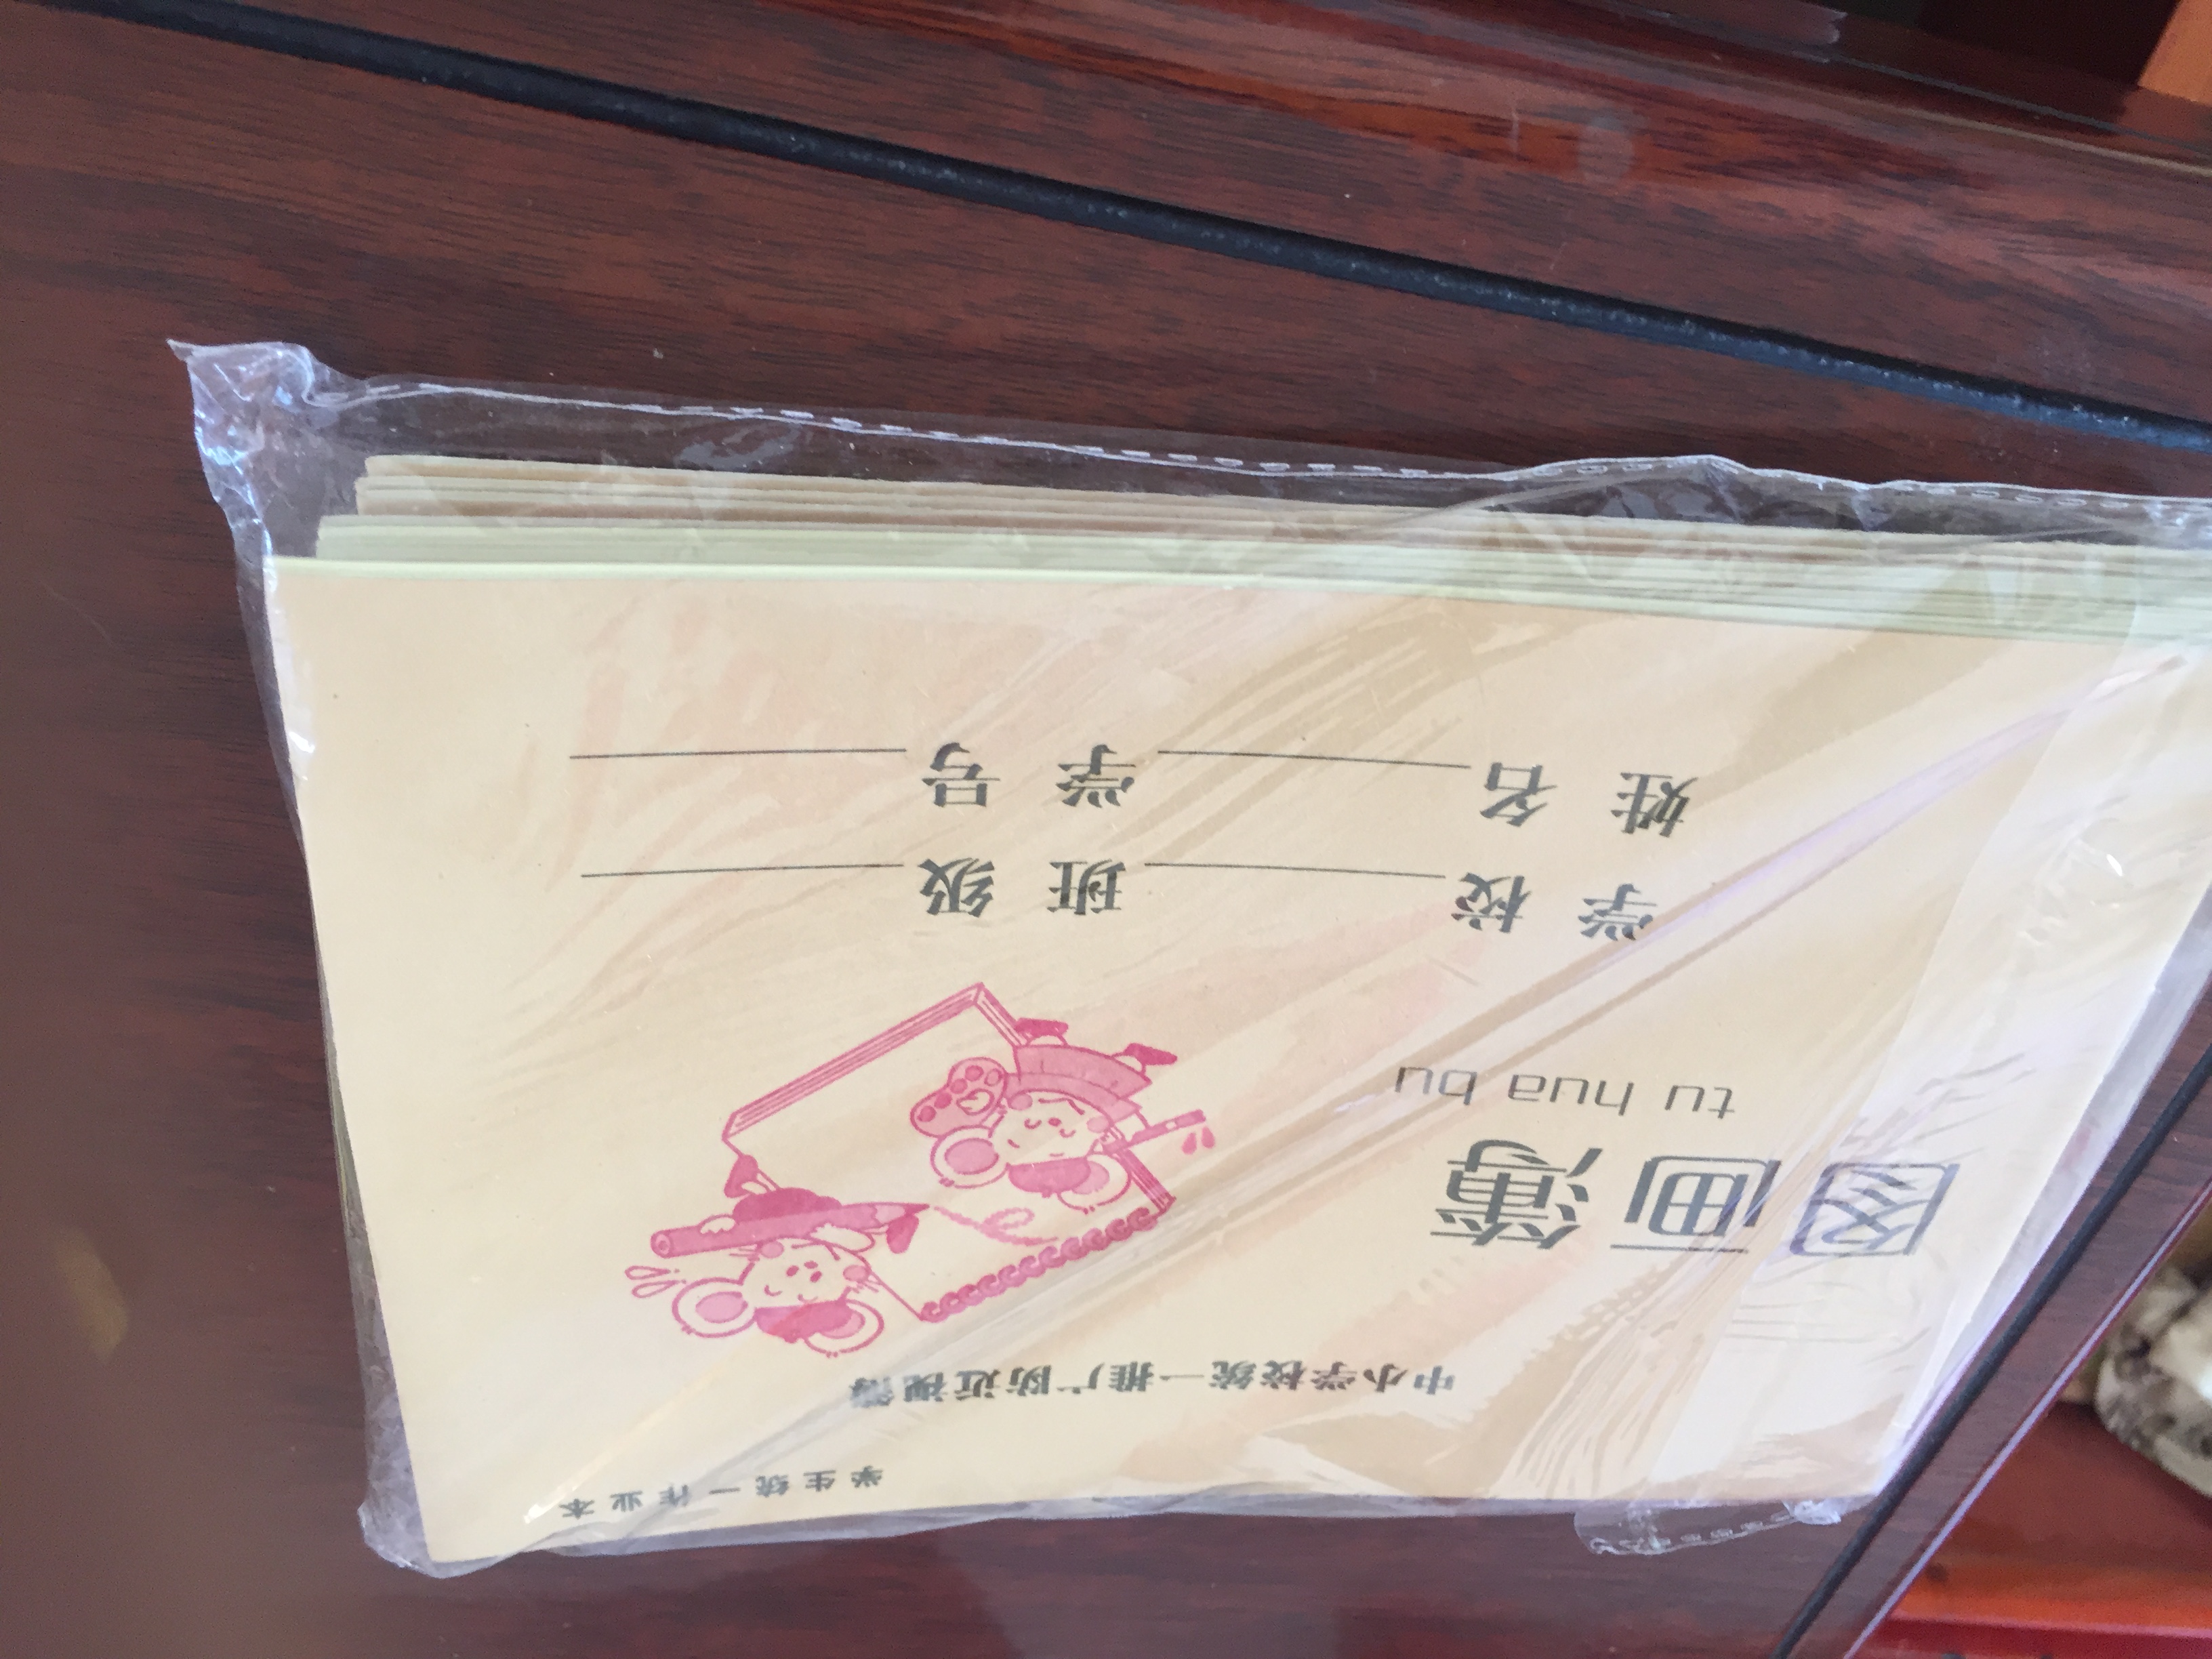 学生统一作业本
中小学校统一推广防近视簿
图画簿
tu hua bu
学校 班级
姓名 学号